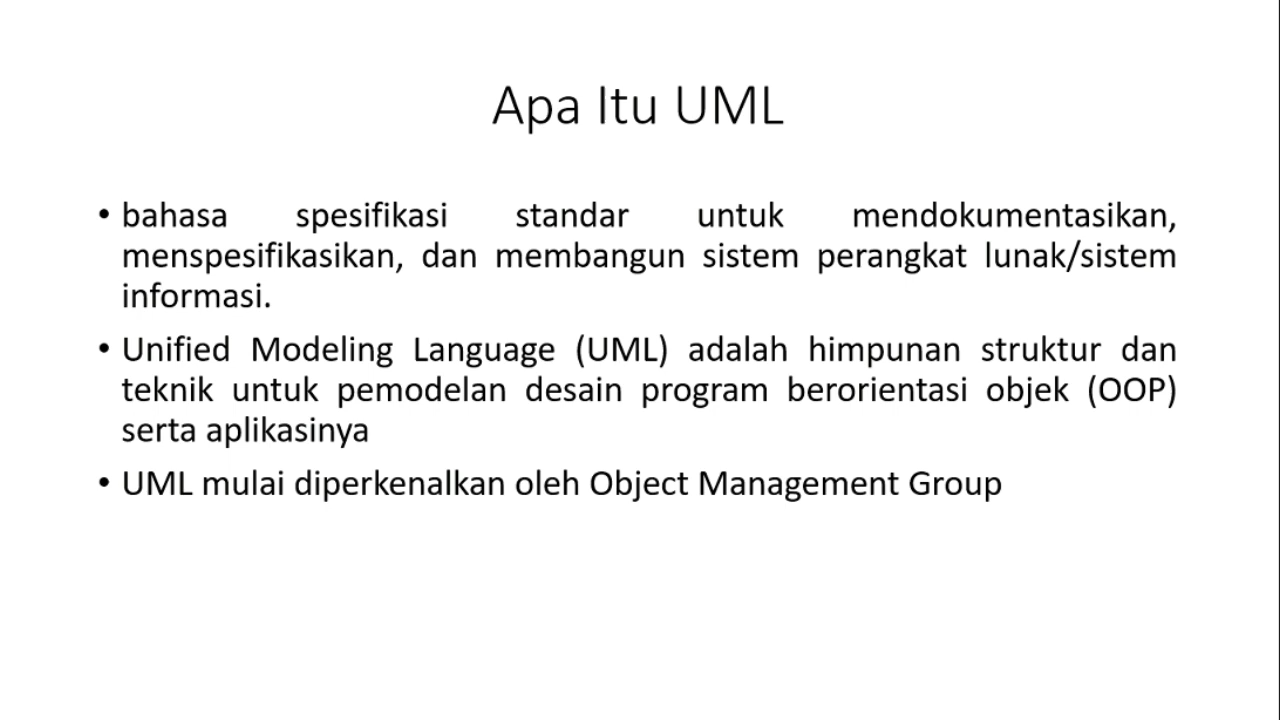 Apa Itu UML
• bahasa spesifikasi standar untuk mendokumentasikan,
menspesifikasikan, dan membangun sistem perangkat lunak/sistem
informasi.
• Unified Modeling Language (UML) adalah himpunan struktur dan
teknik untuk pemodelan desain program berorientasi objek (OOP)
serta aplikasinya
• UML mulai diperkenalkan oleh Object Management Group